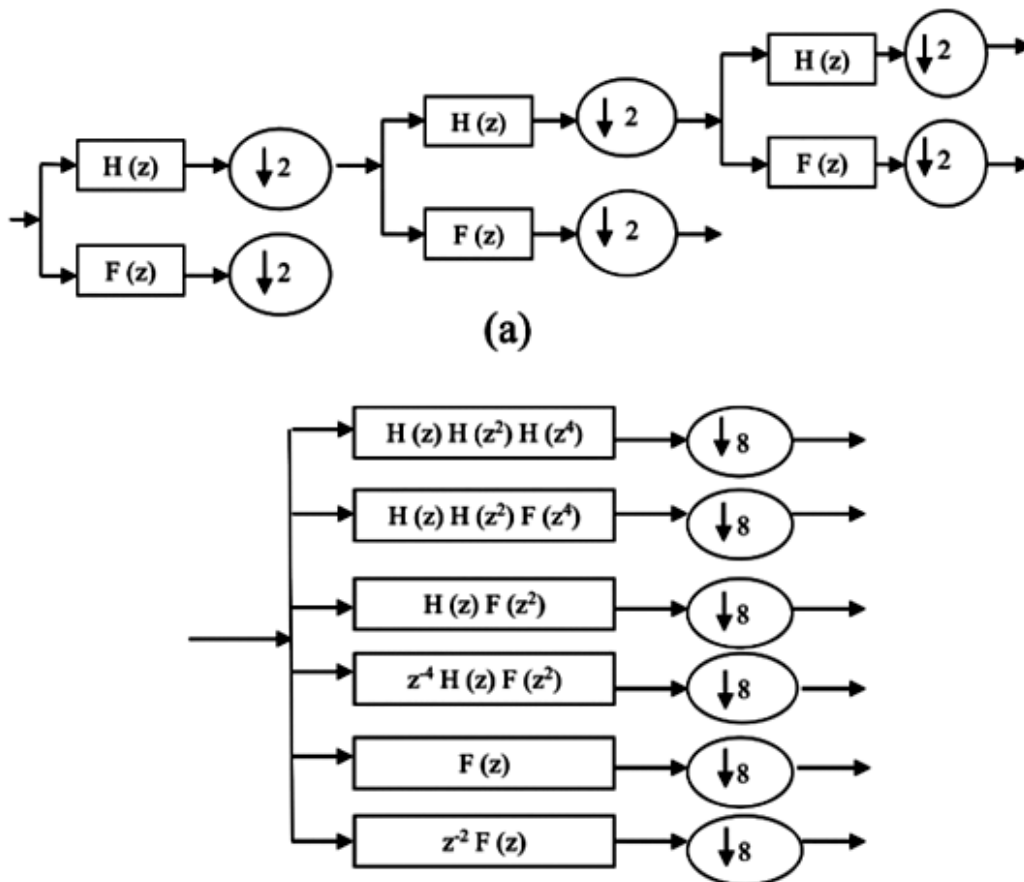 H (z)
↓2
F (z)
↓2
H (z)
↓ 2
F (z)
↓ 2
H (z)
↓2
F (z)
↓2
(a)
H (z) H (z²) H (z⁴)
↓8
H (z) H (z²) F (z⁴)
↓8
H (z) F (z²)
↓8
z⁻⁴ H (z) F (z²)
↓8
F (z)
↓8
z⁻² F (z)
↓8